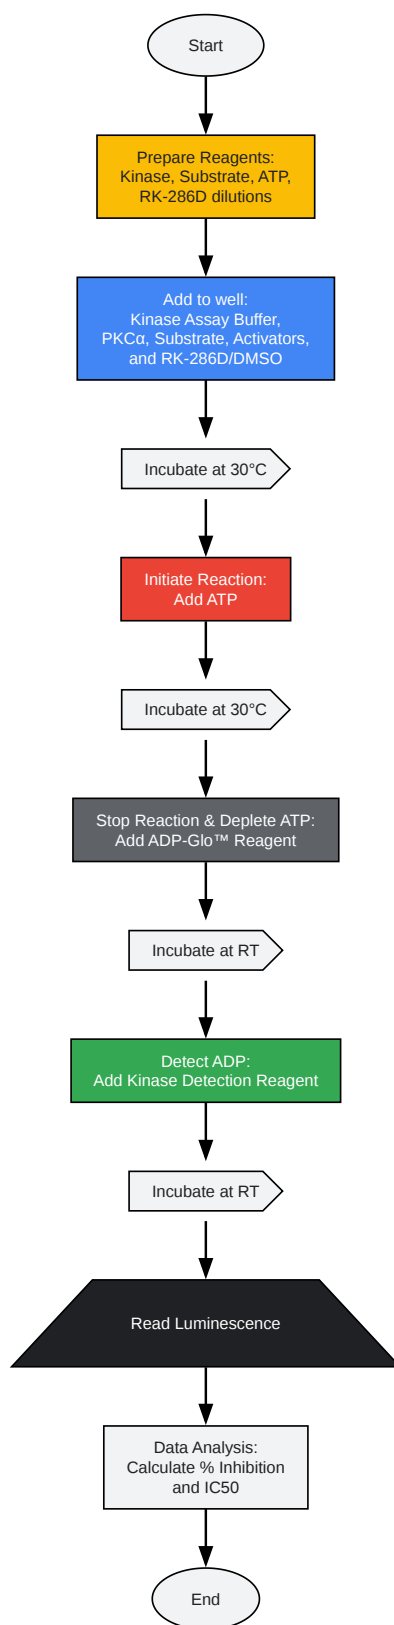 Start
Prepare Reagents:
Kinase, Substrate, ATP,
RK-286D dilutions
Add to well:
Kinase Assay Buffer,
PKCα, Substrate, Activators,
and RK-286D/DMSO
Incubate at 30°C
Initiate Reaction:
Add ATP
Incubate at 30°C
Stop Reaction & Deplete ATP:
Add ADP-Glo™ Reagent
Incubate at RT
Detect ADP:
Add Kinase Detection Reagent
Incubate at RT
Read Luminescence
Data Analysis:
Calculate % Inhibition
and IC50
End